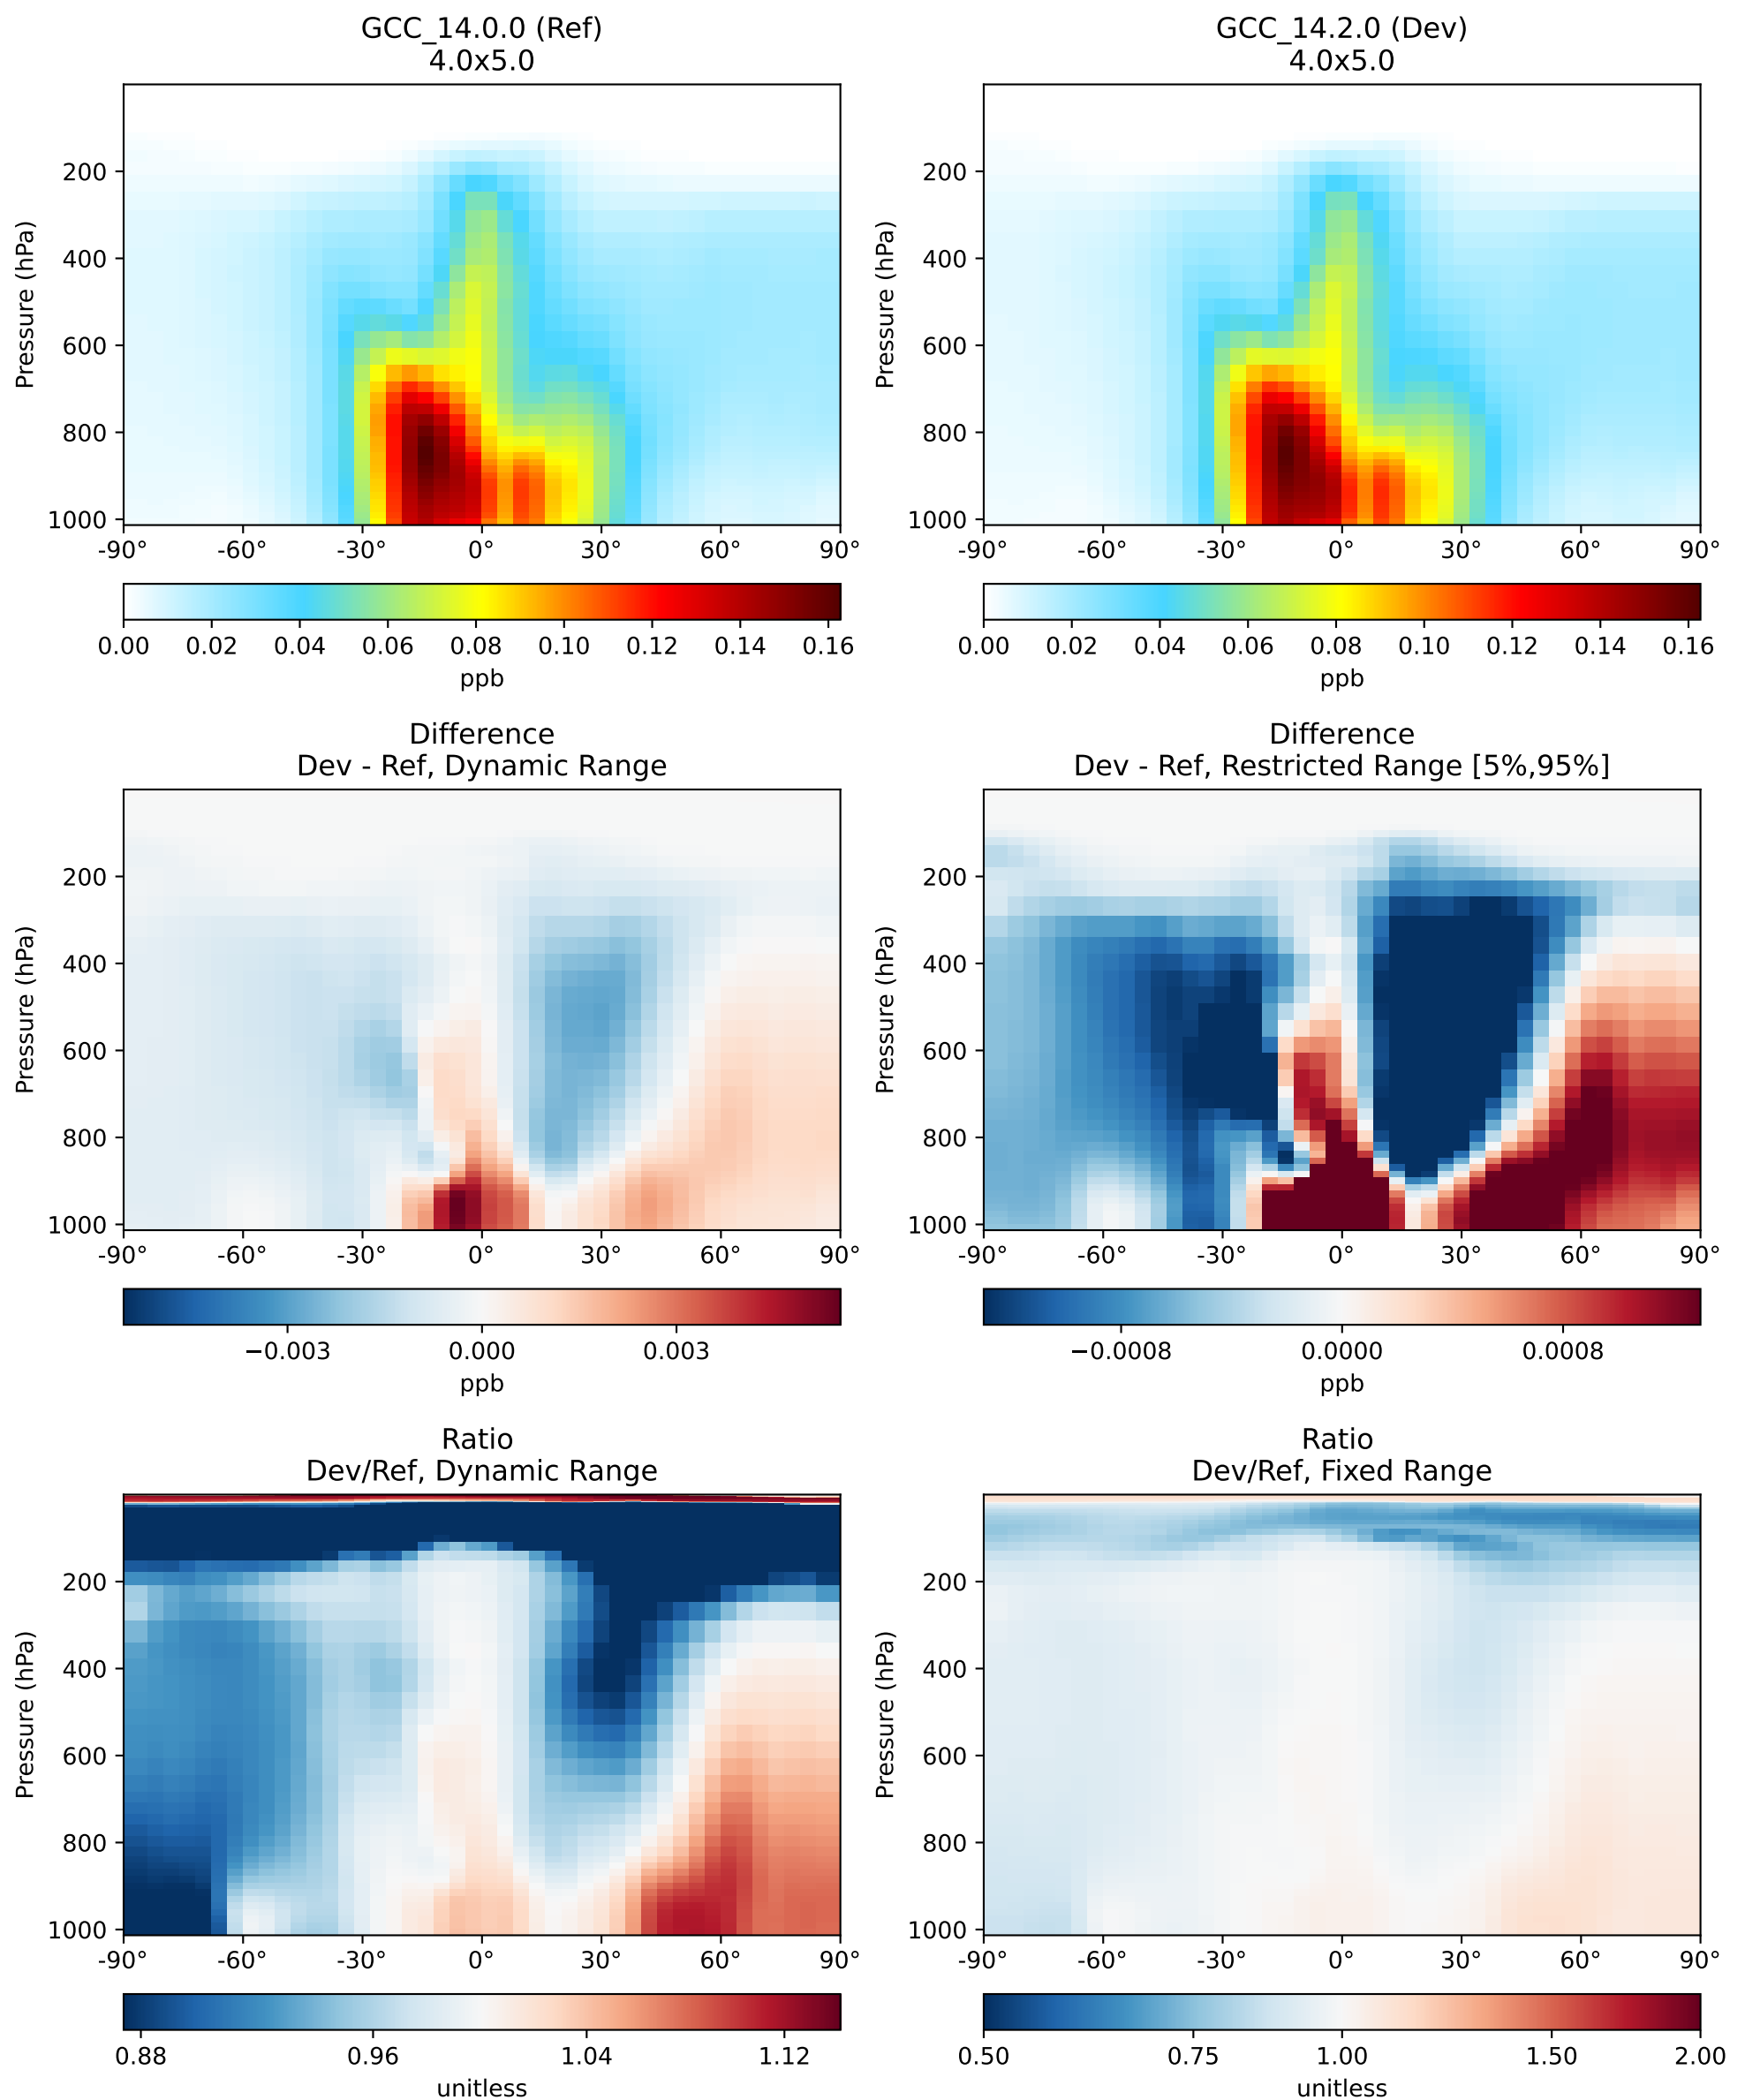 GCC_14.0.0 (Ref)
4.0x5.0
Pressure (hPa)
200
400
600
800
1000
-90° -60° -30° 0° 30° 60° 90°
0.00 0.02 0.04 0.06 0.08 0.10 0.12 0.14 0.16
ppb
GCC_14.2.0 (Dev)
4.0x5.0
Pressure (hPa)
200
400
600
800
1000
-90° -60° -30° 0° 30° 60° 90°
0.00 0.02 0.04 0.06 0.08 0.10 0.12 0.14 0.16
ppb
Difference
Dev - Ref, Dynamic Range
Pressure (hPa)
200
400
600
800
1000
-90° -60° -30° 0° 30° 60° 90°
−0.003 0.000 0.003
ppb
Difference
Dev - Ref, Restricted Range [5%,95%]
Pressure (hPa)
200
400
600
800
1000
-90° -60° -30° 0° 30° 60° 90°
−0.0008 0.0000 0.0008
ppb
Ratio
Dev/Ref, Dynamic Range
Pressure (hPa)
200
400
600
800
1000
-90° -60° -30° 0° 30° 60° 90°
0.88 0.96 1.04 1.12
unitless
Ratio
Dev/Ref, Fixed Range
Pressure (hPa)
200
400
600
800
1000
-90° -60° -30° 0° 30° 60° 90°
0.50 0.75 1.00 1.50 2.00
unitless